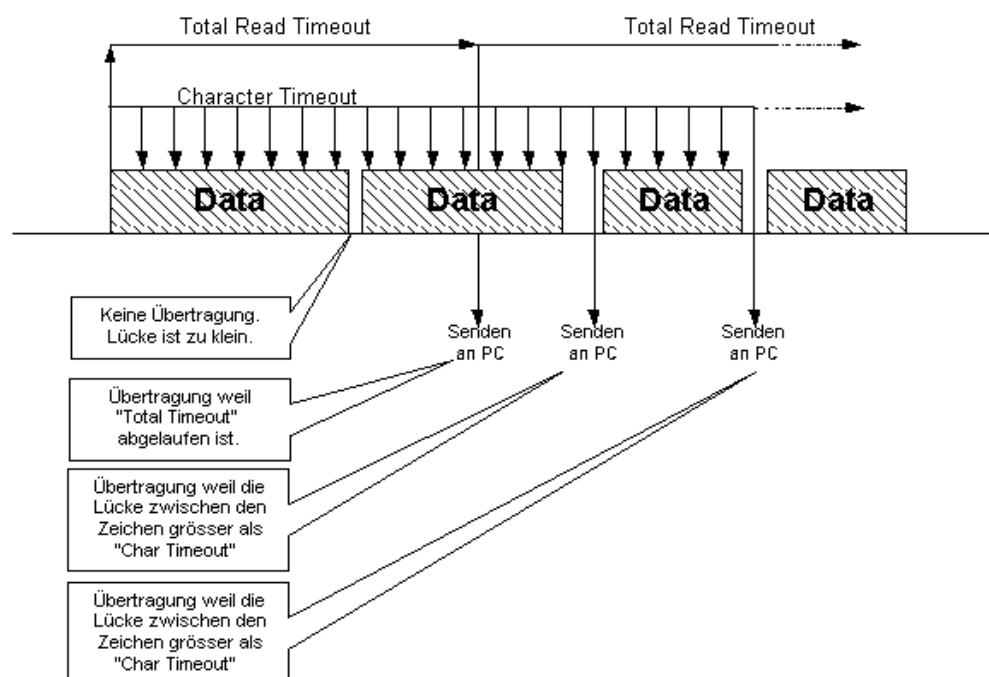 Total Read Timeout
Total Read Timeout
Character Timeout
Data
Data
Data
Data
Keine Übertragung.
Lücke ist zu klein.
Senden
an PC
Senden
an PC
Senden
an PC
Übertragung weil
"Total Timeout"
abgelaufen ist.
Übertragung weil die
Lücke zwischen den
Zeichen grösser als
"Char Timeout"
Übertragung weil die
Lücke zwischen den
Zeichen grösser als
"Char Timeout"